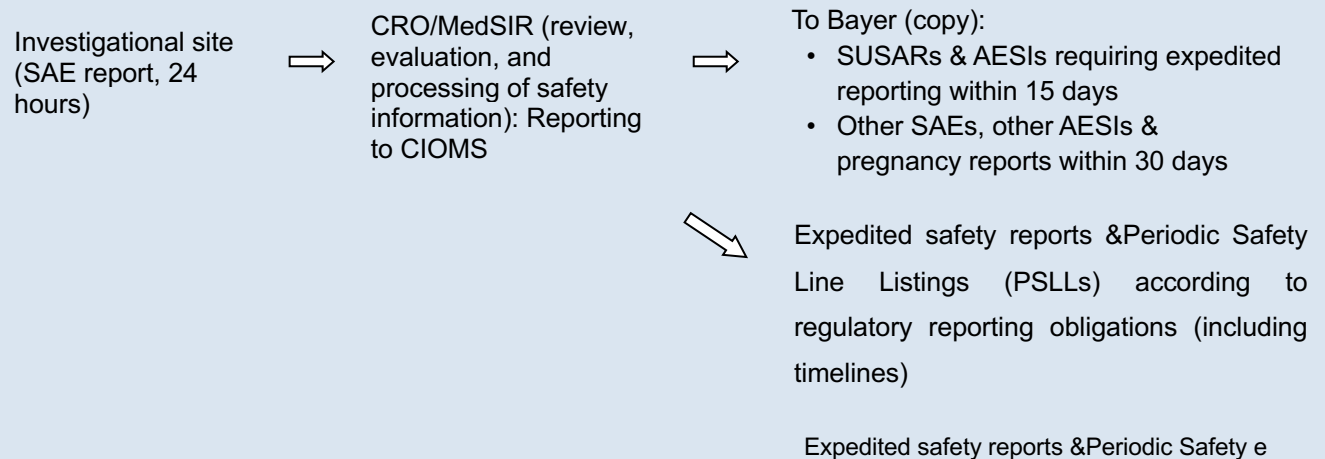 Investigational site
(SAE report, 24
hours)
CRO/MedSIR (review,
evaluation, and
processing of safety
information): Reporting
to CIOMS
To Bayer (copy):
• SUSARs & AESIs requiring expedited
reporting within 15 days
• Other SAEs, other AESIs &
pregnancy reports within 30 days
Expedited safety reports &Periodic Safety
Line Listings (PSLLs) according to
regulatory reporting obligations (including
timelines)
Expedited safety reports &Periodic Safety e